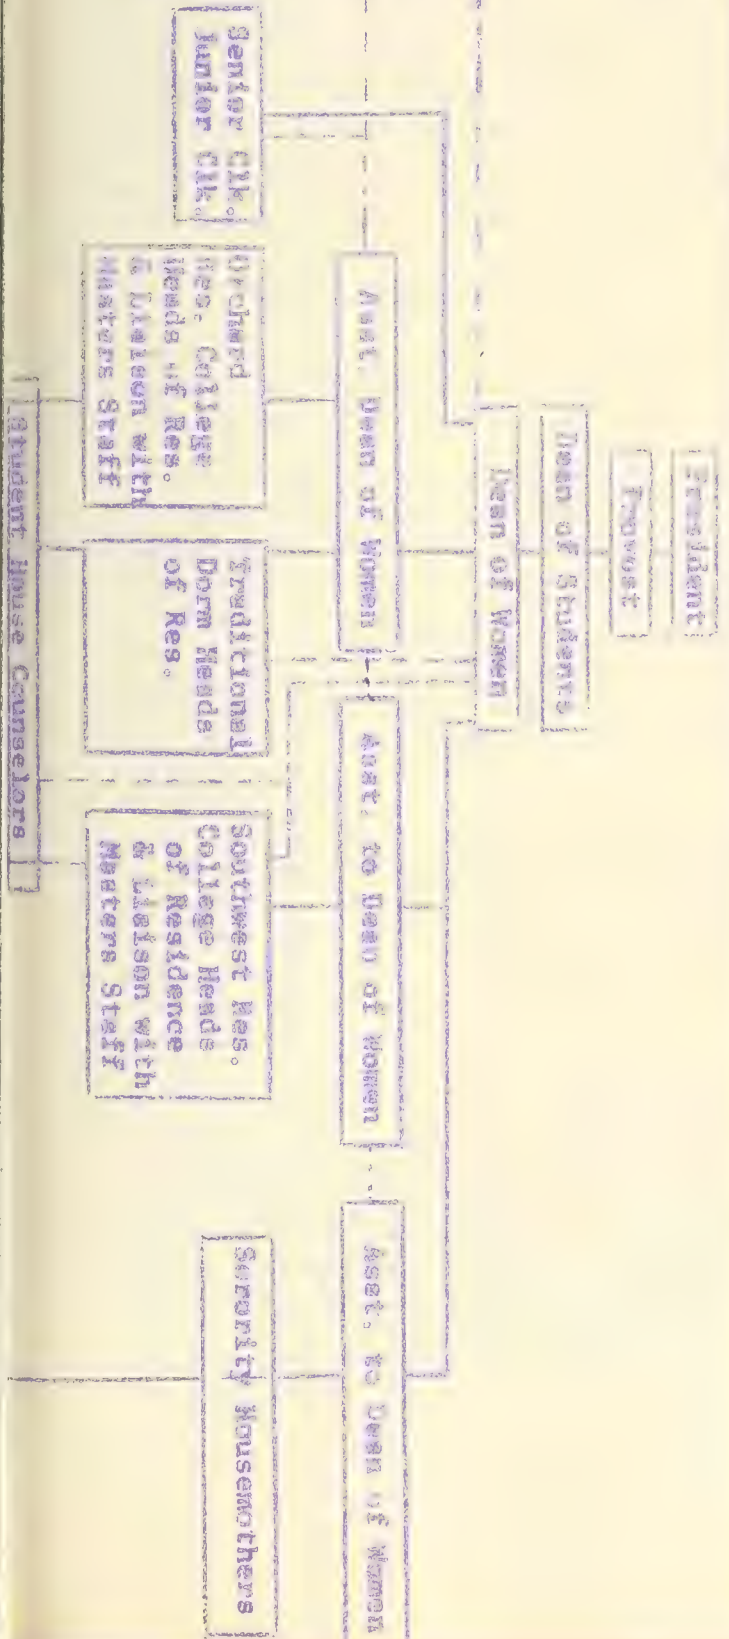 President
Provost
Dean of Students
Dean of Women
Asst. Dean of Women
Asst. to Dean of Women
Asst. to Dean of Women
Senior Clk.
Junior Clk.
Orchard
Res. College
Heads of Res.
& Liaison with
Masters Staff
Traditional
Dorm Heads
of Res.
Southwest Res.
College Heads
of Residence
& Liaison with
Masters Staff
Sorority Housemothers
Student House Counselors